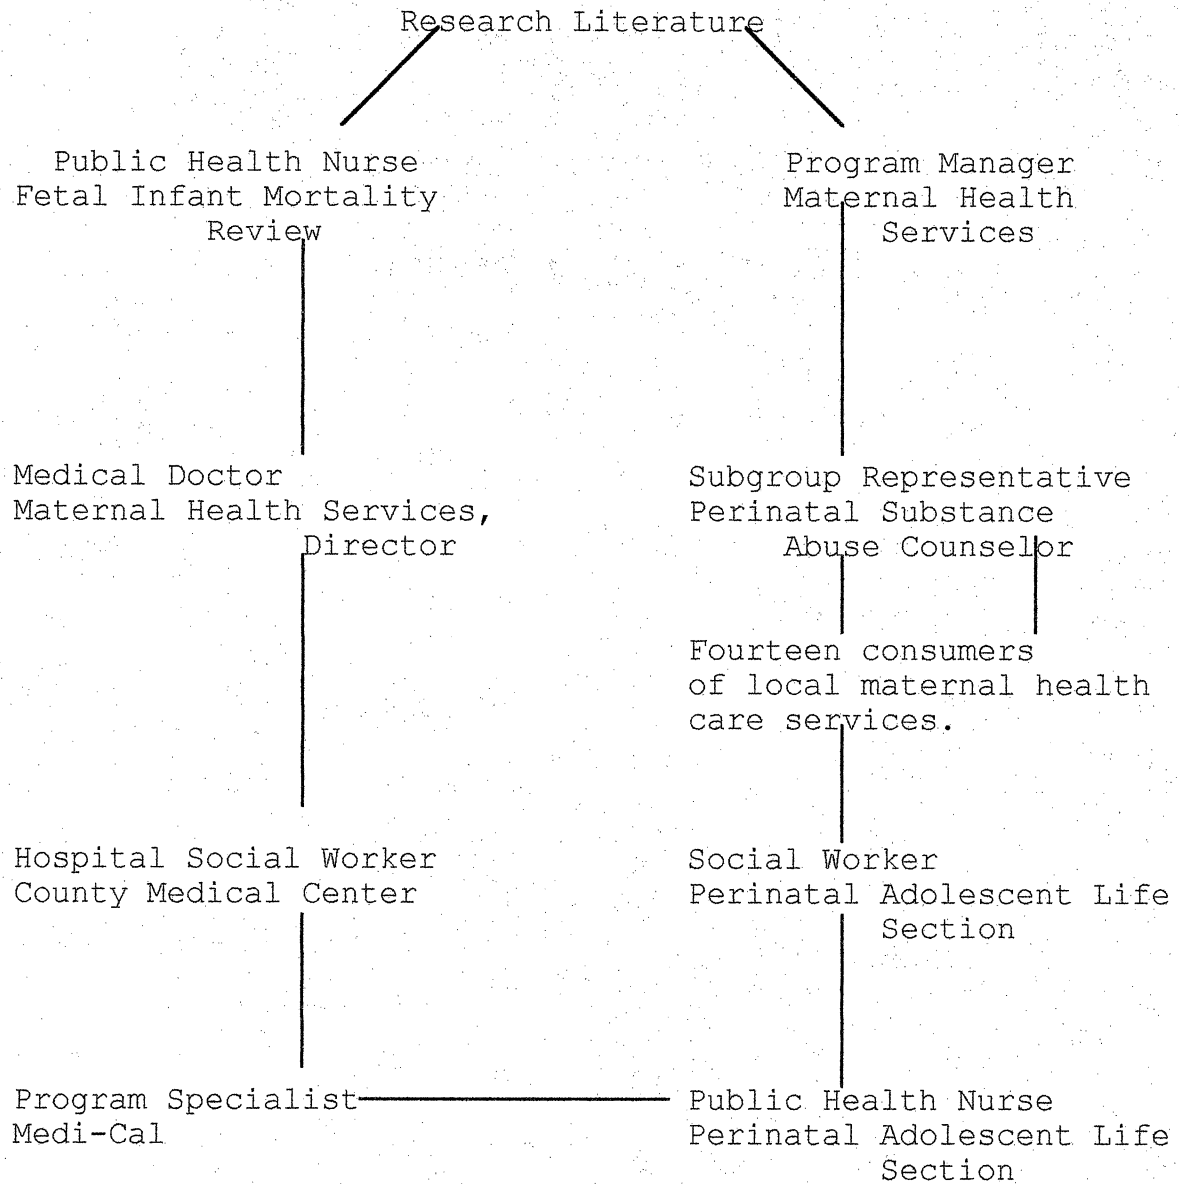 Research Literature
Public Health Nurse
Fetal Infant Mortality
Review
Program Manager
Maternal Health
Services
Medical Doctor
Maternal Health Services,
Director
Subgroup Representative
Perinatal Substance
Abuse Counselor
Fourteen consumers
of local maternal health
care services.
Hospital Social Worker
County Medical Center
Social Worker
Perinatal Adolescent Life
Section
Program Specialist
Medi-Cal
Public Health Nurse
Perinatal Adolescent Life
Section